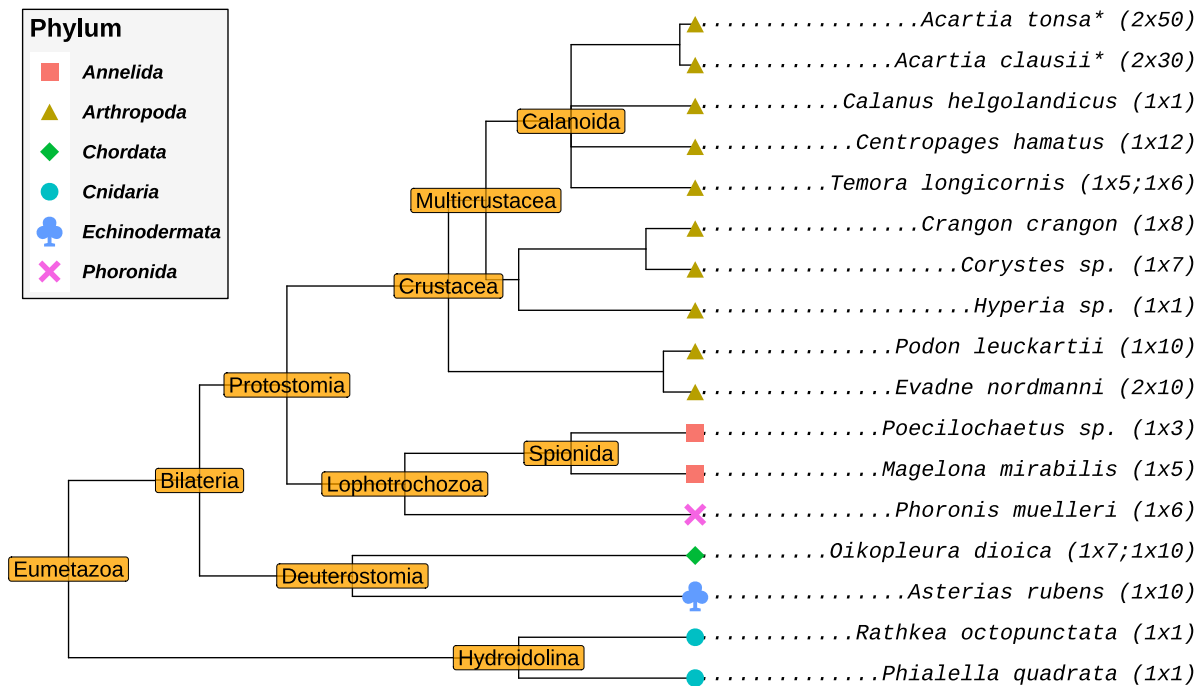 Phylum
Annelida
Arthropoda
Chordata
Cnidaria
Echinodermata
Phoronida
................Acartia tonsa* (2x50)
..............Acartia clausii* (2x30)
..........Calanus helgolandicus (1x1)
...........Centropages hamatus (1x12)
.........Temora longicornis (1x5;1x6)
................Crangon crangon (1x8)
...................Corystes sp. (1x7)
....................Hyperia sp. (1x1)
..............Podon leuckartii (1x10)
..............Evadne nordmanni (2x10)
.............Poecilochaetus sp. (1x3)
.............Magelona mirabilis (1x5)
..............Phoronis muelleri (1x6)
.........Oikopleura dioica (1x7;1x10)
...............Asterias rubens (1x10)
...........Rathkea octopunctata (1x1)
...........Phialella quadrata (1x1)
Calanoida
Multicrustacea
Crustacea
Protostomia
Spionida
Bilateria
Lophotrochozoa
Eumetazoa
Deuterostomia
Hydroidolina